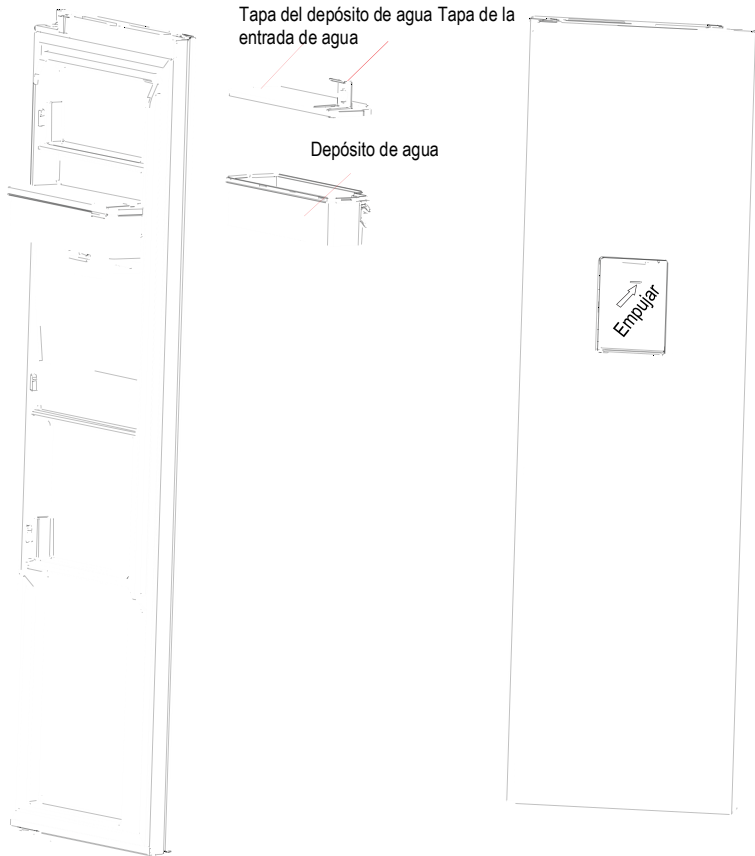 Tapa del depósito de agua Tapa de la
entrada de agua
Depósito de agua
Empujar